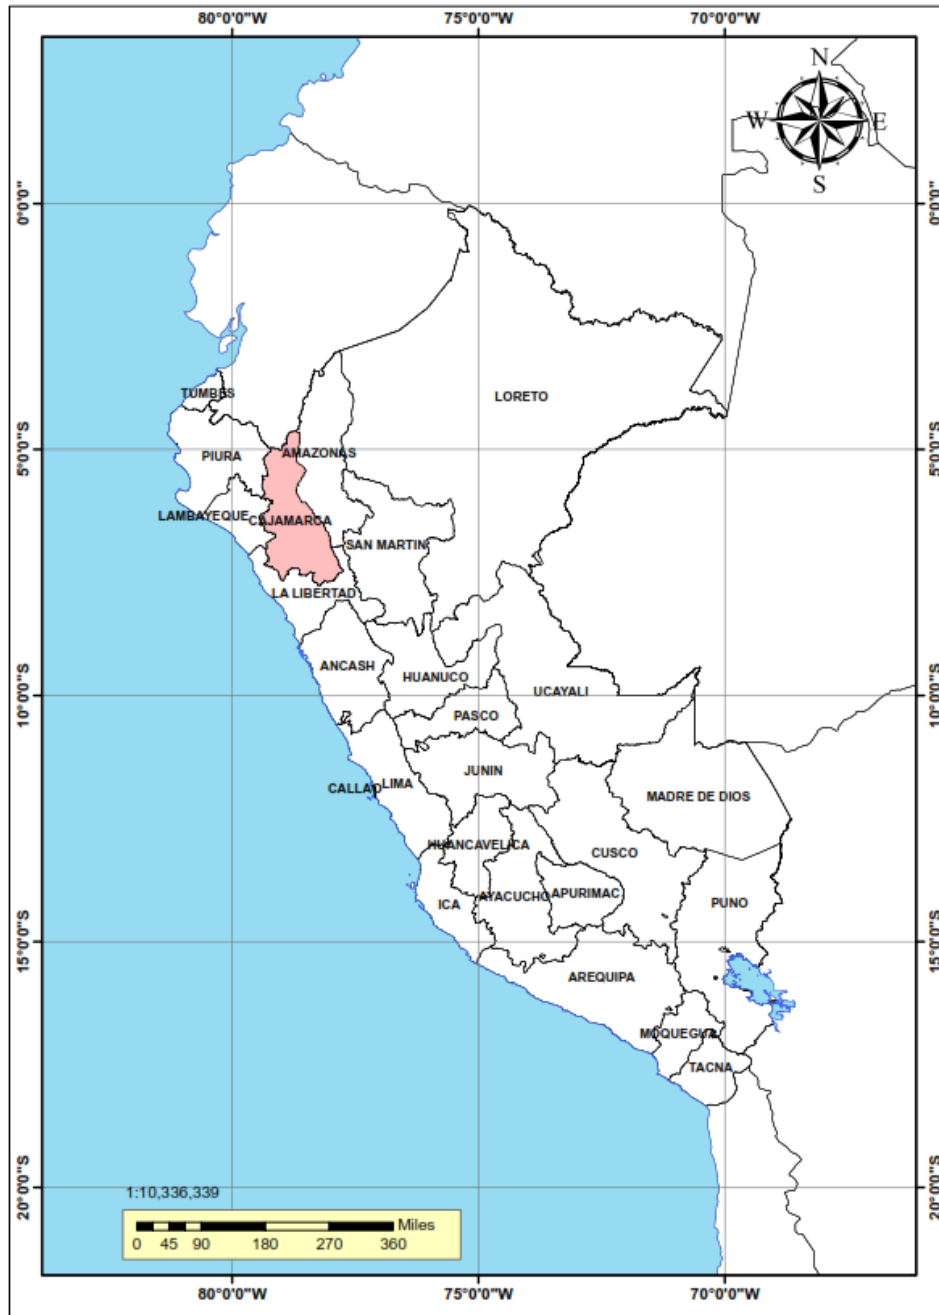 80°0'0"W 75°0'0"W 70°0'0"W
N
W E
S
0°0'0" 0°0'0"
LORETO
TUMBES
5°0'0"S 5°0'0"S
AMAZONAS
PIURA
LAMBAYEQUE
CAJAMARCA
SAN MARTIN
LA LIBERTAD
ANCASH
HUANUCO
UCAYALI
10°0'0"S 10°0'0"S
PASCO
JUNIN
CALLAO
LIMA
MADRE DE DIOS
HUANCAVELICA
CUSCO
ICA
AYACUCHO
APURIMAC
PUNO
15°0'0"S 15°0'0"S
AREQUIPA
MOQUEGUA
TACNA
20°0'0"S 20°0'0"S
1:10,336,339
Miles
0 45 90 180 270 360
80°0'0"W 75°0'0"W 70°0'0"W